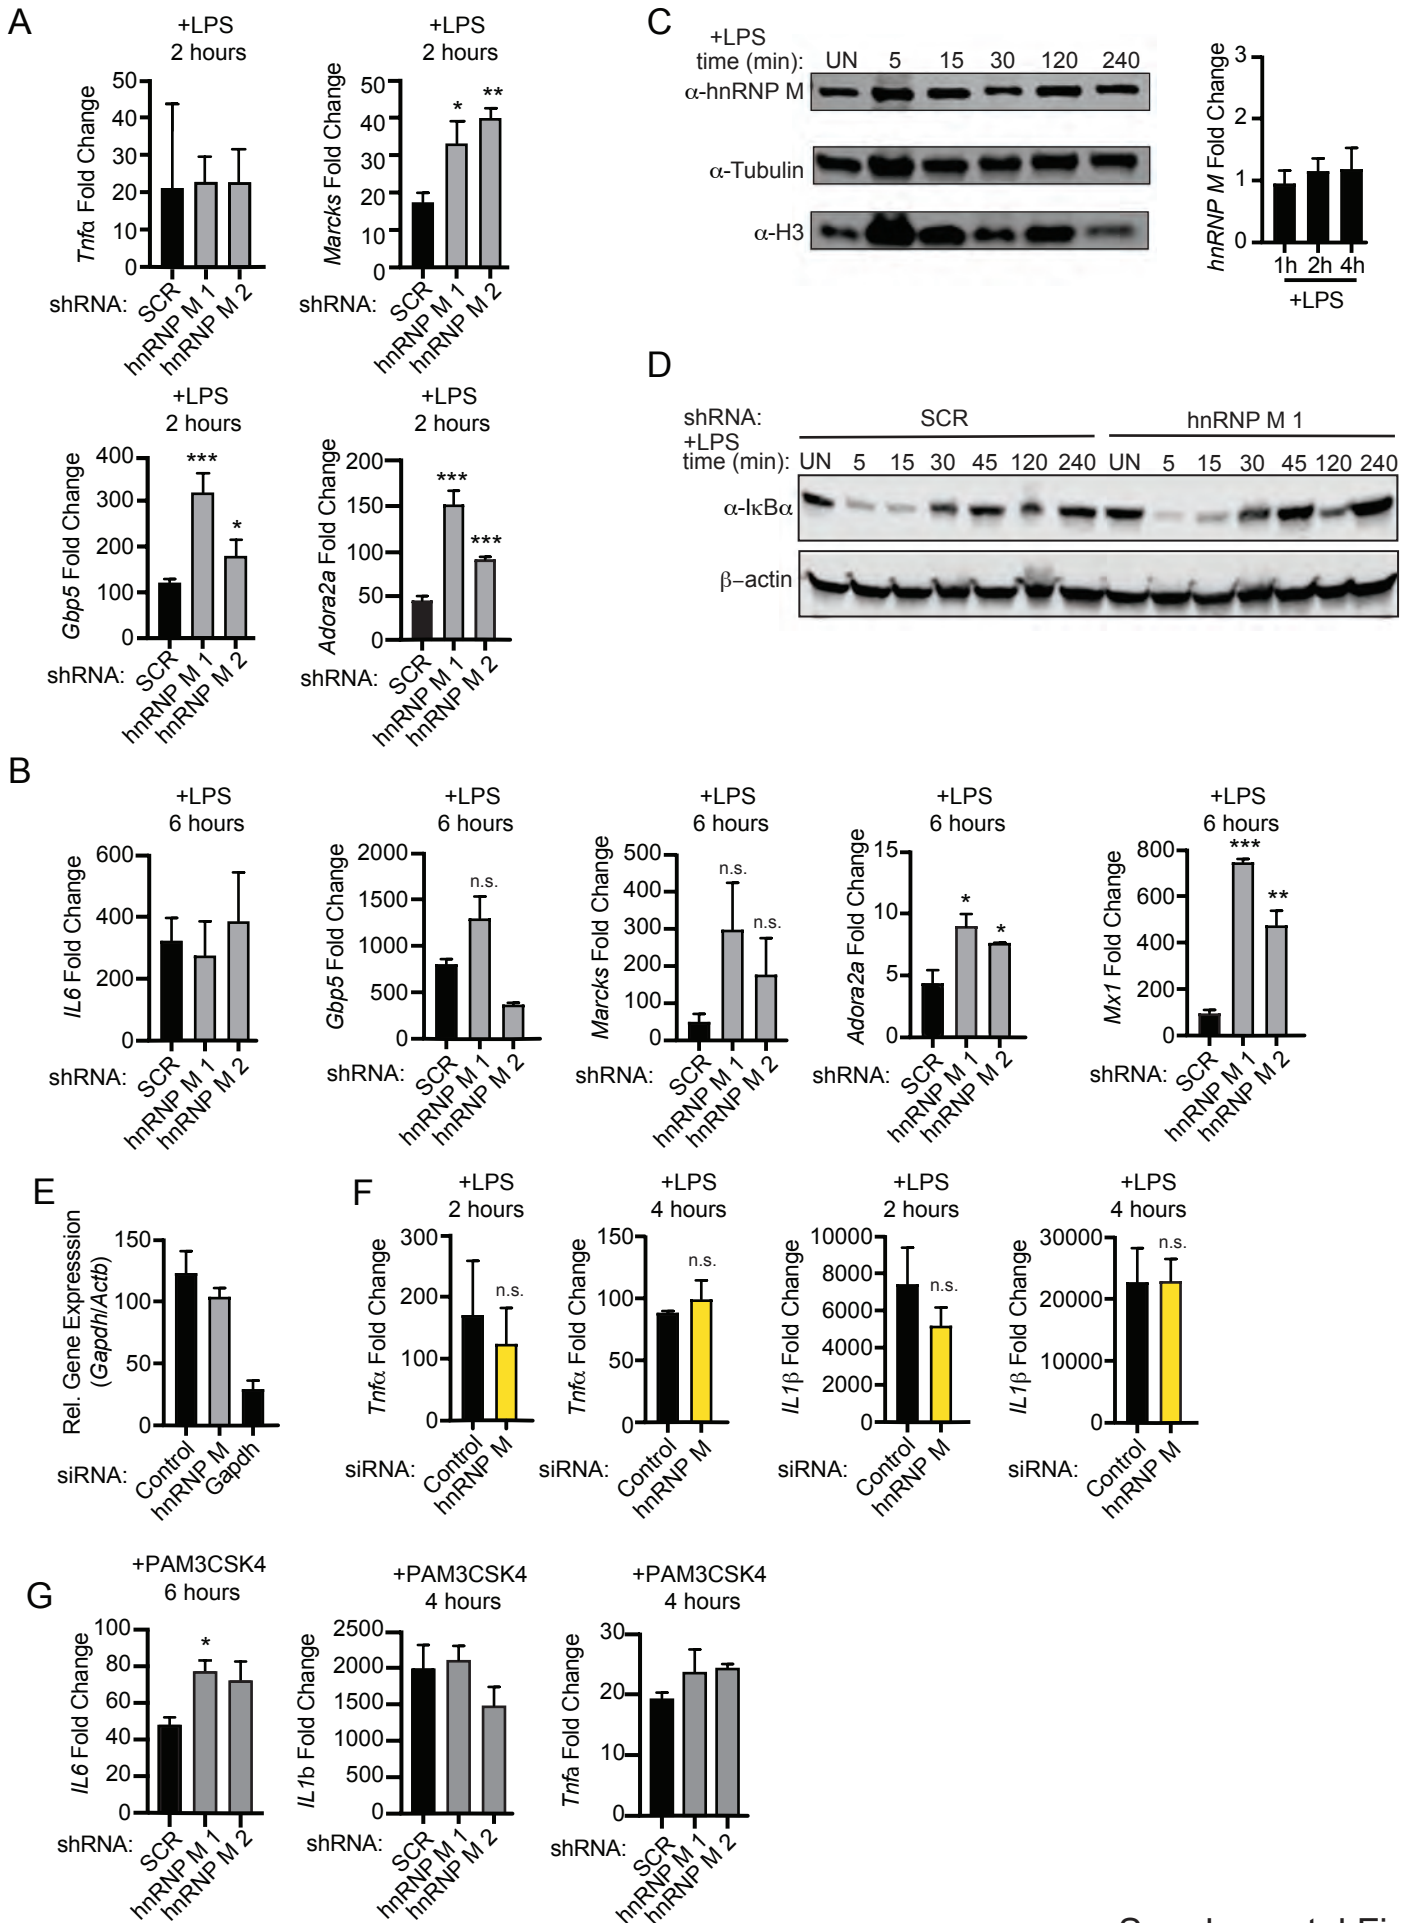 A
+LPS
2 hours
Tnfα Fold Change
50
40
30
20
10
0
shRNA:
SCR
hnRNP M 1
hnRNP M 2
+LPS
2 hours
Marcks Fold Change
50
40
30
20
10
0
*
**
shRNA:
SCR
hnRNP M 1
hnRNP M 2
+LPS
2 hours
Gbp5 Fold Change
400
300
200
100
0
***
*
shRNA:
SCR
hnRNP M 1
hnRNP M 2
+LPS
2 hours
Adora2a Fold Change
200
150
100
50
0
***
***
shRNA:
SCR
hnRNP M 1
hnRNP M 2
C
+LPS
time (min): UN 5 15 30 120 240
α-hnRNP M
α-Tubulin
α-H3
hnRNP M Fold Change
3
2
1
0
1h 2h 4h
+LPS
D
shRNA: SCR hnRNP M 1
+LPS
time (min): UN 5 15 30 45 120 240 UN 5 15 30 45 120 240
α-IκBα
β−actin
B
+LPS
6 hours
IL6 Fold Change
600
400
200
0
shRNA:
SCR
hnRNP M 1
hnRNP M 2
+LPS
6 hours
Gbp5 Fold Change
2000
1500
1000
500
0
n.s.
shRNA:
SCR
hnRNP M 1
hnRNP M 2
+LPS
6 hours
Marcks Fold Change
500
400
300
200
100
0
n.s.
n.s.
shRNA:
SCR
hnRNP M 1
hnRNP M 2
+LPS
6 hours
Adora2a Fold Change
15
10
5
0
*
*
shRNA:
SCR
hnRNP M 1
hnRNP M 2
+LPS
6 hours
Mx1 Fold Change
800
600
400
200
0
***
**
shRNA:
SCR
hnRNP M 1
hnRNP M 2
E
Rel. Gene Expresssion
(Gapdh/Actb)
150
100
50
0
siRNA:
Control
hnRNP M
Gapdh
F
+LPS
2 hours
Tnfα Fold Change
300
200
100
0
n.s.
siRNA:
Control
hnRNP M
+LPS
4 hours
Tnfα Fold Change
150
100
50
0
n.s.
siRNA:
Control
hnRNP M
+LPS
2 hours
IL1β Fold Change
10000
8000
6000
4000
2000
0
n.s.
siRNA:
Control
hnRNP M
+LPS
4 hours
IL1β Fold Change
30000
20000
10000
0
n.s.
siRNA:
Control
hnRNP M
G
+PAM3CSK4
6 hours
IL6 Fold Change
100
80
60
40
20
0
*
shRNA:
SCR
hnRNP M 1
hnRNP M 2
+PAM3CSK4
4 hours
IL1b Fold Change
2500
2000
1500
1000
500
0
shRNA:
SCR
hnRNP M 1
hnRNP M 2
+PAM3CSK4
4 hours
Tnfa Fold Change
30
20
10
0
shRNA:
SCR
hnRNP M 1
hnRNP M 2